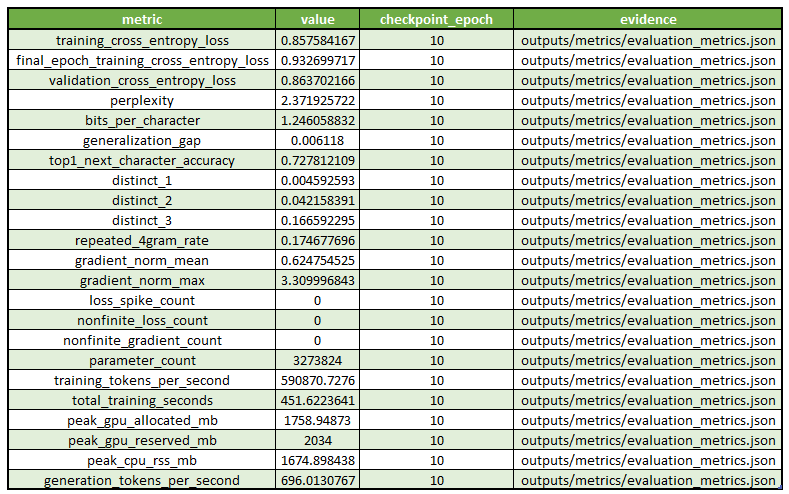 metric value checkpoint_epoch evidence
training_cross_entropy_loss 0.857584167 10 outputs/metrics/evaluation_metrics.json
final_epoch_training_cross_entropy_loss 0.932699717 10 outputs/metrics/evaluation_metrics.json
validation_cross_entropy_loss 0.863702166 10 outputs/metrics/evaluation_metrics.json
perplexity 2.371925722 10 outputs/metrics/evaluation_metrics.json
bits_per_character 1.246058832 10 outputs/metrics/evaluation_metrics.json
generalization_gap 0.006118 10 outputs/metrics/evaluation_metrics.json
top1_next_character_accuracy 0.727812109 10 outputs/metrics/evaluation_metrics.json
distinct_1 0.004592593 10 outputs/metrics/evaluation_metrics.json
distinct_2 0.042158391 10 outputs/metrics/evaluation_metrics.json
distinct_3 0.166592295 10 outputs/metrics/evaluation_metrics.json
repeated_4gram_rate 0.174677696 10 outputs/metrics/evaluation_metrics.json
gradient_norm_mean 0.624754525 10 outputs/metrics/evaluation_metrics.json
gradient_norm_max 3.309996843 10 outputs/metrics/evaluation_metrics.json
loss_spike_count 0 10 outputs/metrics/evaluation_metrics.json
nonfinite_loss_count 0 10 outputs/metrics/evaluation_metrics.json
nonfinite_gradient_count 0 10 outputs/metrics/evaluation_metrics.json
parameter_count 3273824 10 outputs/metrics/evaluation_metrics.json
training_tokens_per_second 590870.7276 10 outputs/metrics/evaluation_metrics.json
total_training_seconds 451.6223641 10 outputs/metrics/evaluation_metrics.json
peak_gpu_allocated_mb 1758.94873 10 outputs/metrics/evaluation_metrics.json
peak_gpu_reserved_mb 2034 10 outputs/metrics/evaluation_metrics.json
peak_cpu_rss_mb 1674.898438 10 outputs/metrics/evaluation_metrics.json
generation_tokens_per_second 696.0130767 10 outputs/metrics/evaluation_metrics.json